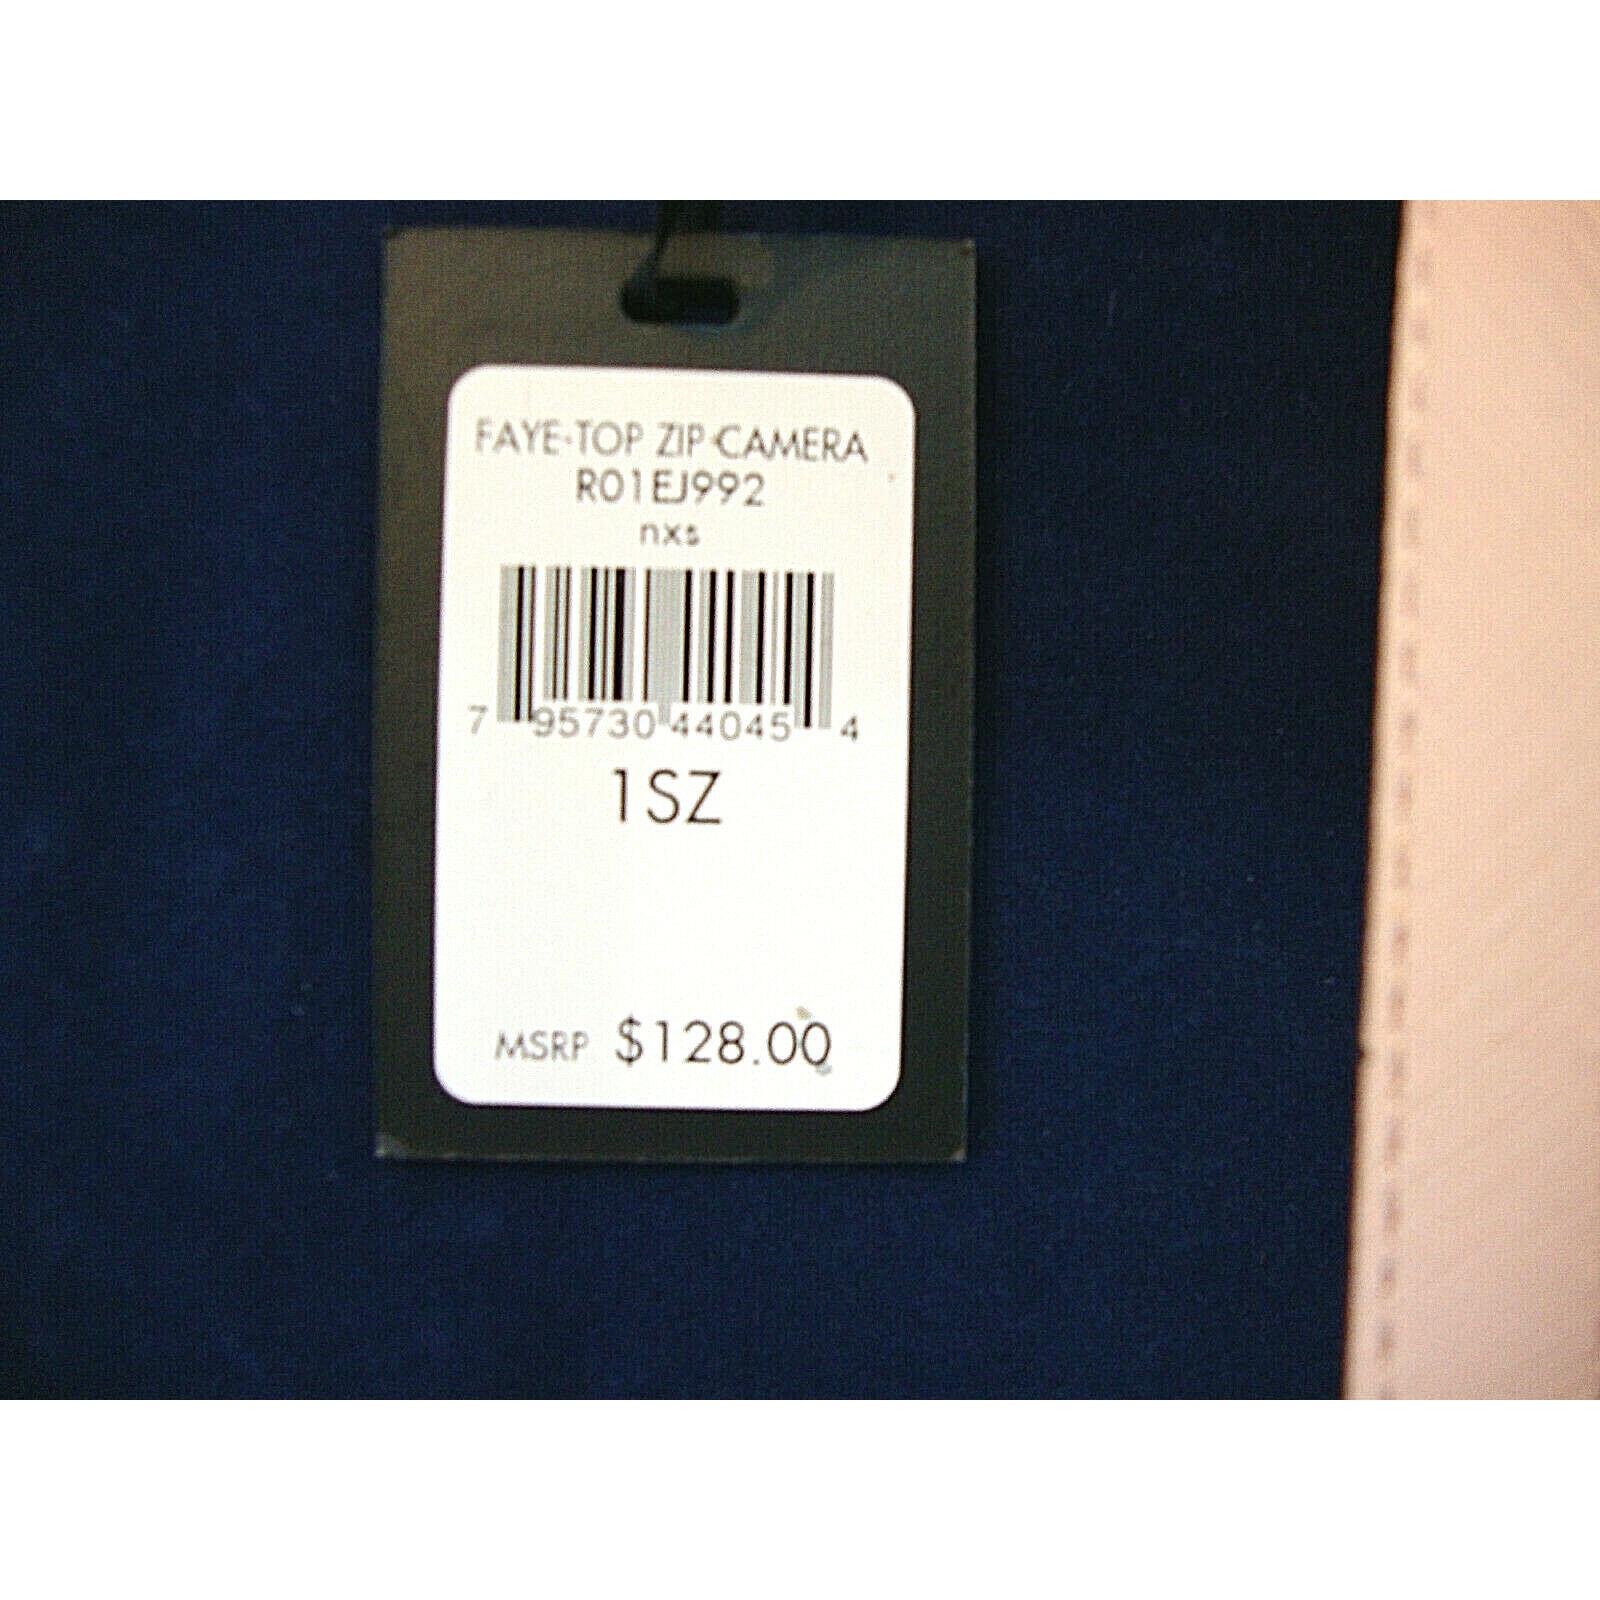 FAYE-TOP ZIP CAMERA
R01EJ992
nxs
7 95730 44045 4
1SZ
MSRP $128.00